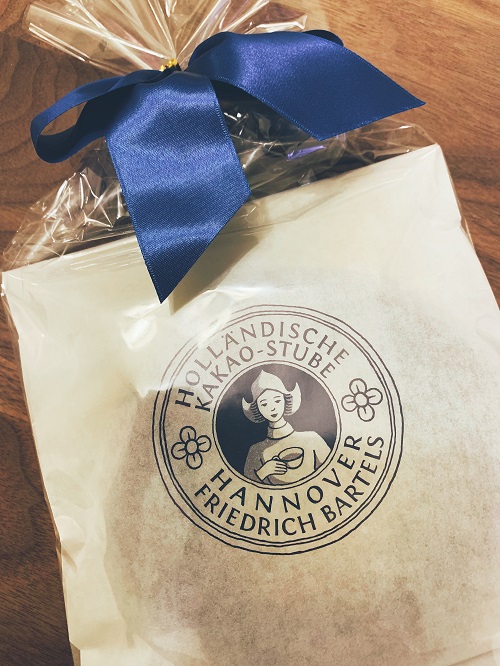 HOLLÄNDISCHE
KAKAO-STUBE
HANNOVER
FRIEDRICH BARTELS